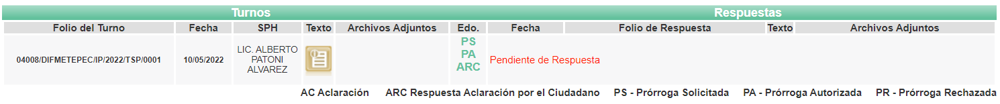 Turnos Respuestas
Folio del Turno Fecha SPH Texto Archivos Adjuntos Edo. Fecha Folio de Respuesta Texto Archivos Adjuntos
04008/DIFMETEPEC/IP/2022/TSP/0001 10/05/2022 LIC. ALBERTO
PATONI
ALVAREZ
PS
PA
ARC
Pendiente de Respuesta
AC Aclaración ARC Respuesta Aclaración por el Ciudadano PS - Prórroga Solicitada PA - Prórroga Autorizada PR - Prórroga Rechazada